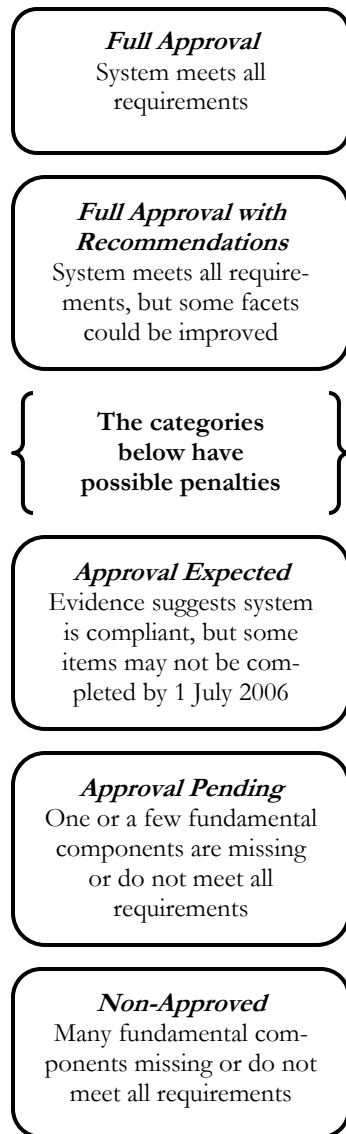 Full Approval
System meets all
requirements
Full Approval with
Recommendations
System meets all require-
ments, but some facets
could be improved
The categories
below have
possible penalties
Approval Expected
Evidence suggests system
is compliant, but some
items may not be com-
pleted by 1 July 2006
Approval Pending
One or a few fundamental
components are missing
or do not meet all
requirements
Non-Approved
Many fundamental com-
ponents missing or do not
meet all requirements